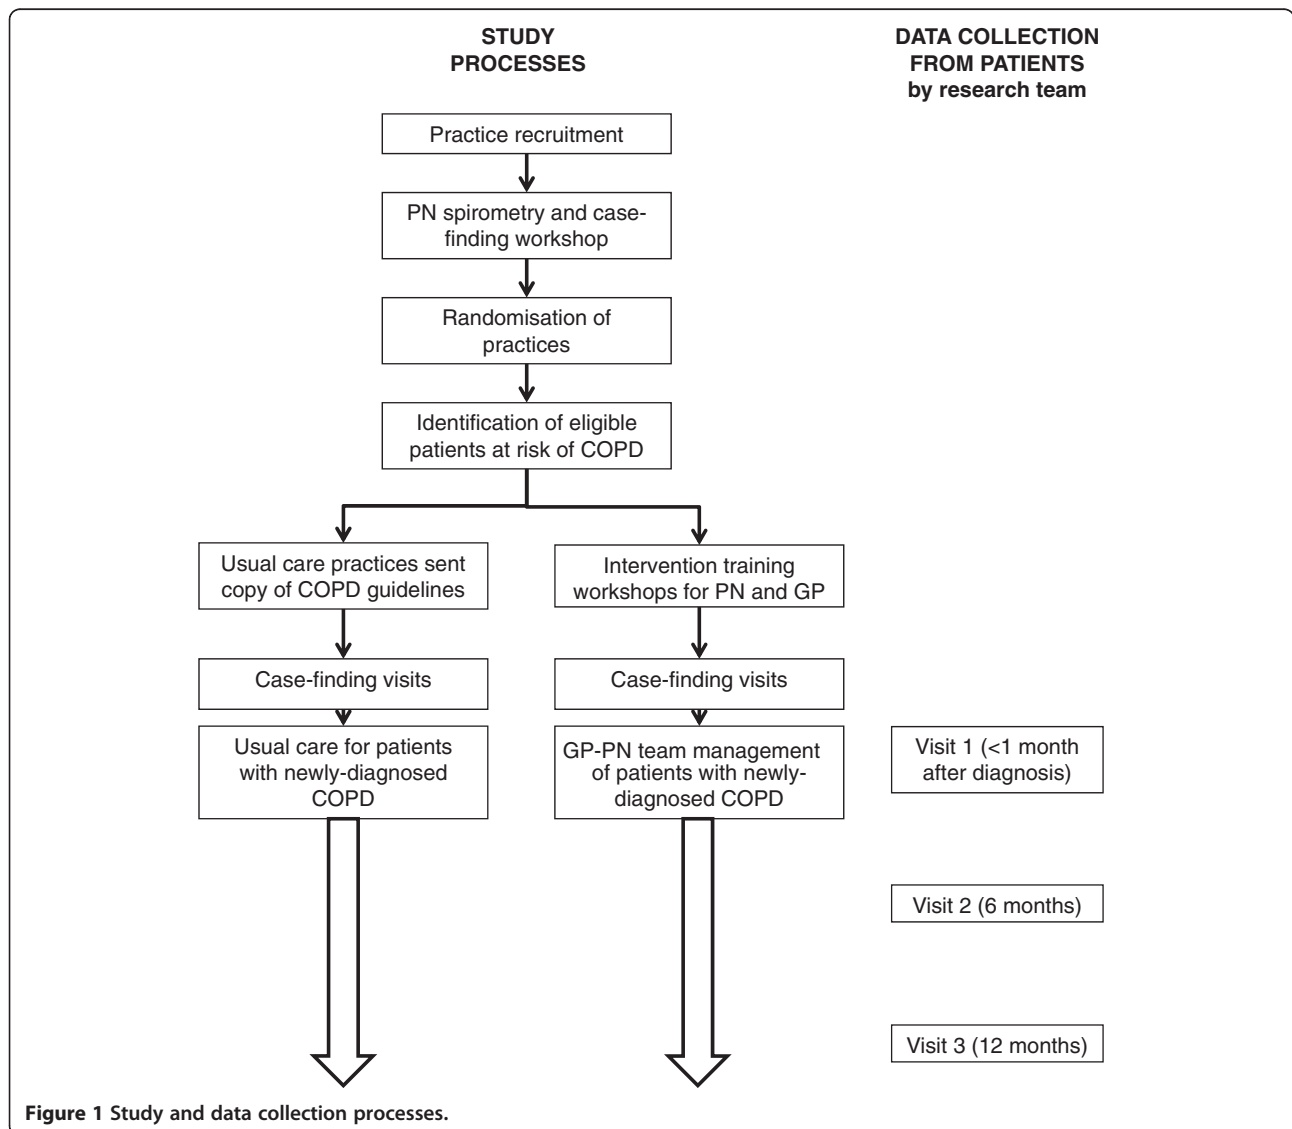 STUDY
PROCESSES
DATA COLLECTION
FROM PATIENTS
by research team
Practice recruitment
PN spirometry and case-
finding workshop
Randomisation of
practices
Identification of eligible
patients at risk of COPD
Usual care practices sent
copy of COPD guidelines
Intervention training
workshops for PN and GP
Case-finding visits
Case-finding visits
Usual care for patients
with newly-diagnosed
COPD
GP-PN team management
of patients with newly-
diagnosed COPD
Visit 1 (<1 month
after diagnosis)
Visit 2 (6 months)
Visit 3 (12 months)
Figure 1 Study and data collection processes.